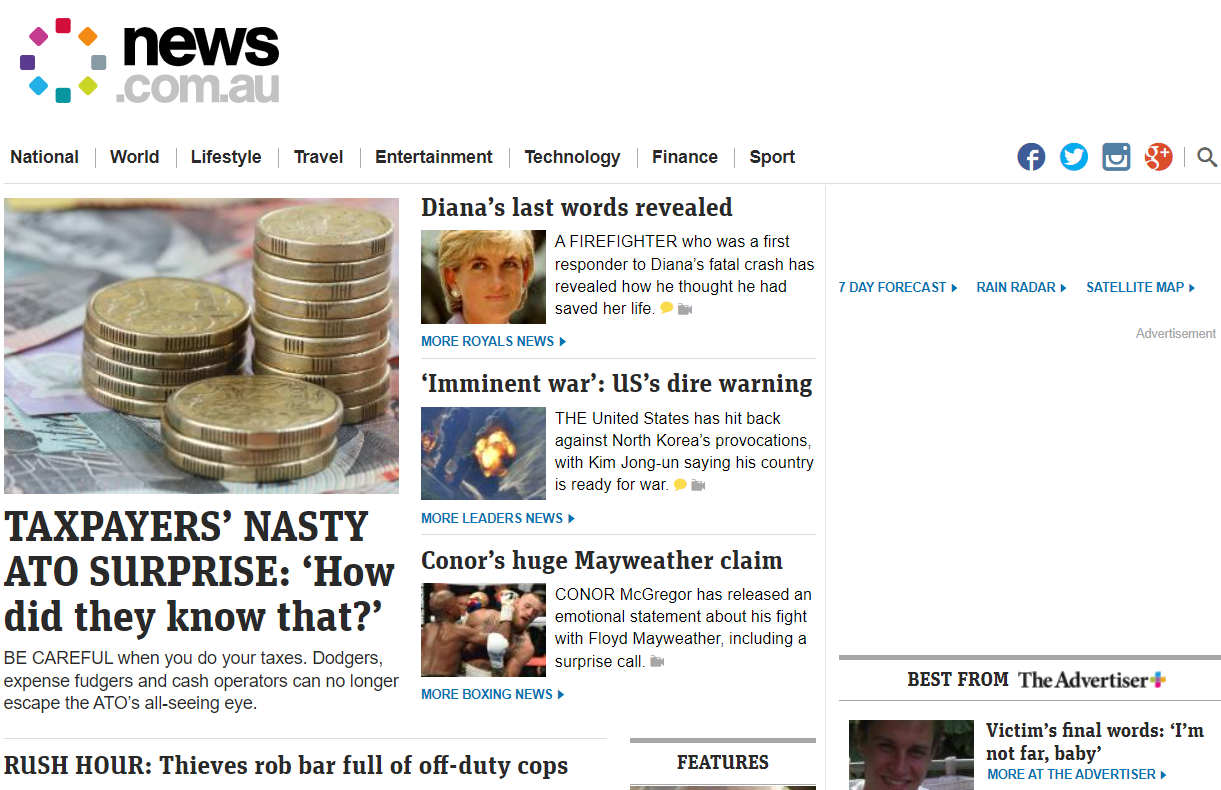 news
.com.au
National
World
Lifestyle
Travel
Entertainment
Technology
Finance
Sport
TAXPAYERS’ NASTY
ATO SURPRISE: ‘How
did they know that?’
BE CAREFUL when you do your taxes. Dodgers,
expense fudgers and cash operators can no longer
escape the ATO’s all-seeing eye.
Diana’s last words revealed
A FIREFIGHTER who was a first
responder to Diana’s fatal crash has
revealed how he thought he had
saved her life.
MORE ROYALS NEWS
‘Imminent war’: US’s dire warning
THE United States has hit back
against North Korea’s provocations,
with Kim Jong-un saying his country
is ready for war.
MORE LEADERS NEWS
Conor’s huge Mayweather claim
CONOR McGregor has released an
emotional statement about his fight
with Floyd Mayweather, including a
surprise call.
MORE BOXING NEWS
RUSH HOUR: Thieves rob bar full of off-duty cops
FEATURES
7 DAY FORECAST
RAIN RADAR
SATELLITE MAP
Advertisement
BEST FROM The Advertiser
Victim’s final words: ‘I’m
not far, baby’
MORE AT THE ADVERTISER